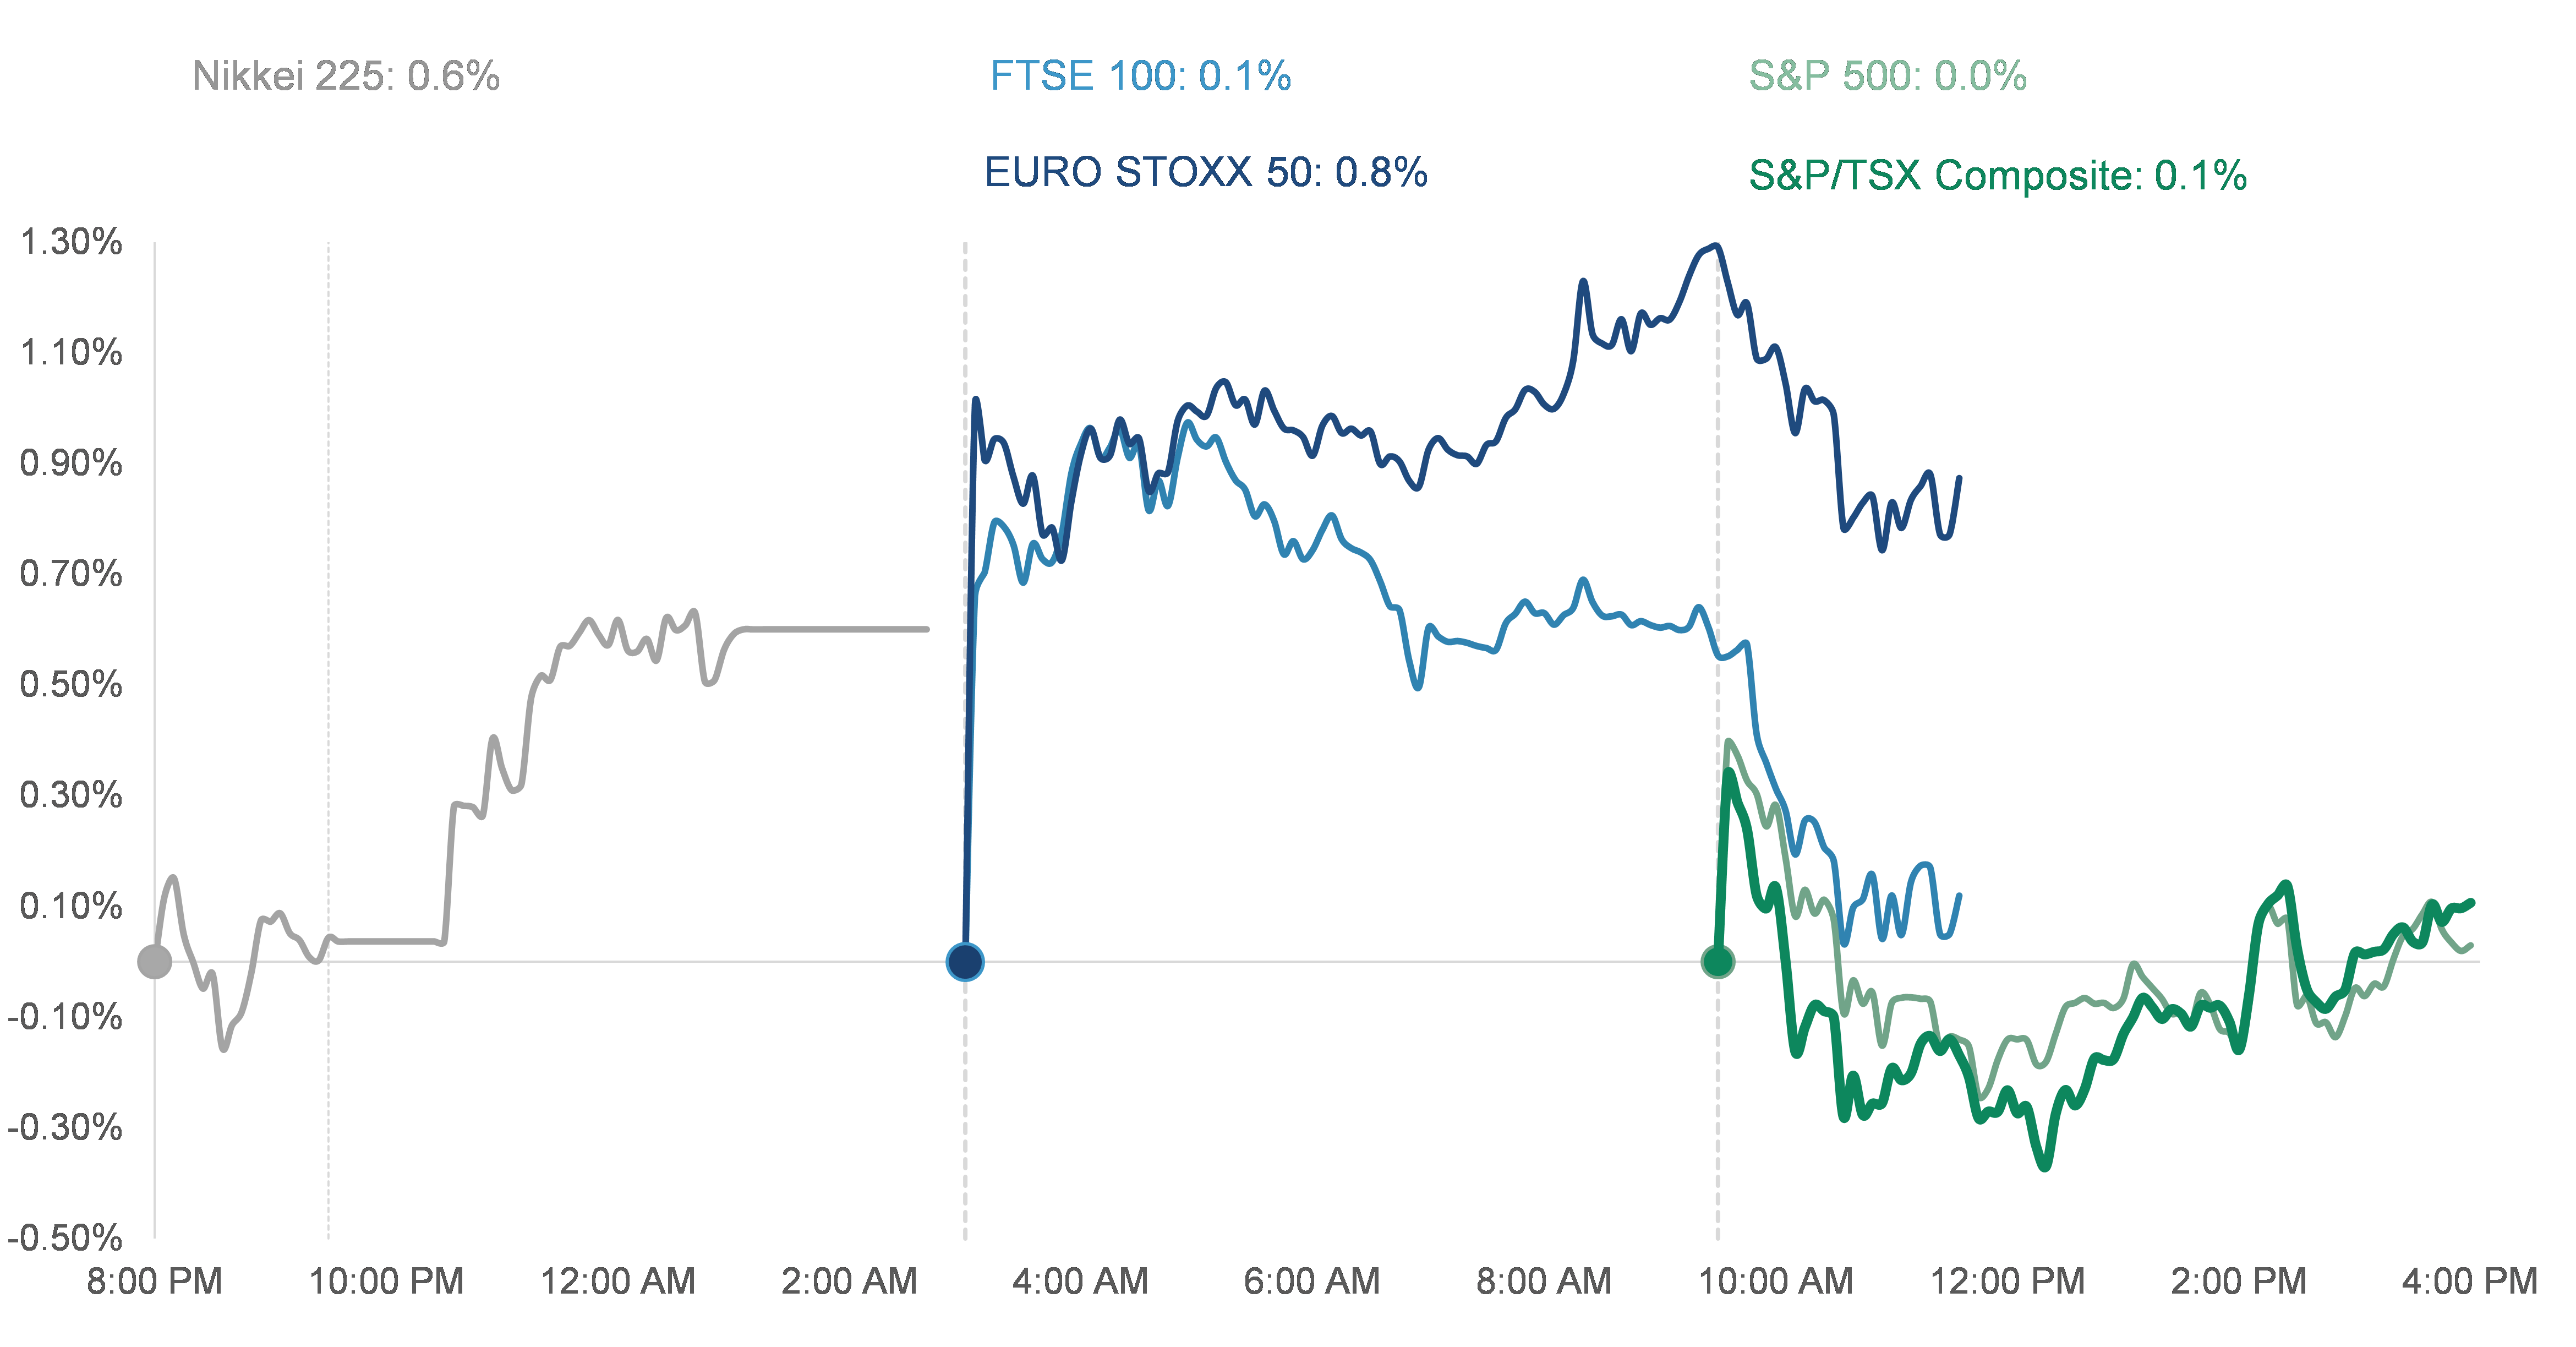 Nikkei 225: 0.6%
FTSE 100: 0.1%
S&P 500: 0.0%
EURO STOXX 50: 0.8%
S&P/TSX Composite: 0.1%
1.30%
1.10%
0.90%
0.70%
0.50%
0.30%
0.10%
-0.10%
-0.30%
-0.50%
8:00 PM
10:00 PM
12:00 AM
2:00 AM
4:00 AM
6:00 AM
8:00 AM
10:00 AM
12:00 PM
2:00 PM
4:00 PM